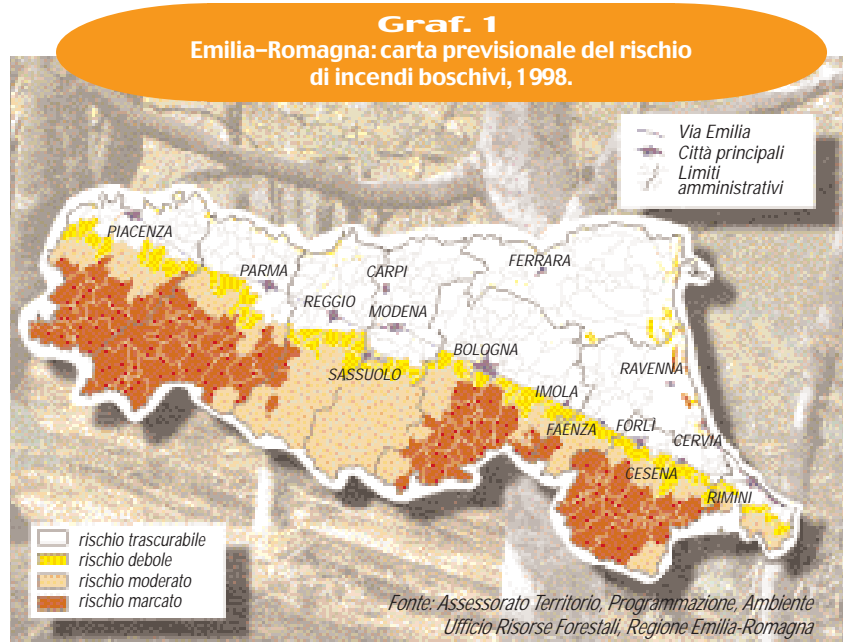 Graf. 1
Emilia-Romagna: carta previsionale del rischio
di incendi boschivi, 1998.
Via Emilia
Città principali
Limiti
amministrativi
PIACENZA
PARMA
REGGIO
CARPI
MODENA
FERRARA
SASSUOLO
BOLOGNA
IMOLA
FAENZA
RAVENNA
FORLÌ
CERVIA
CESENA
RIMINI
rischio trascurabile
rischio debole
rischio moderato
rischio marcato
Fonte: Assessorato Territorio, Programmazione, Ambiente
Ufficio Risorse Forestali, Regione Emilia-Romagna